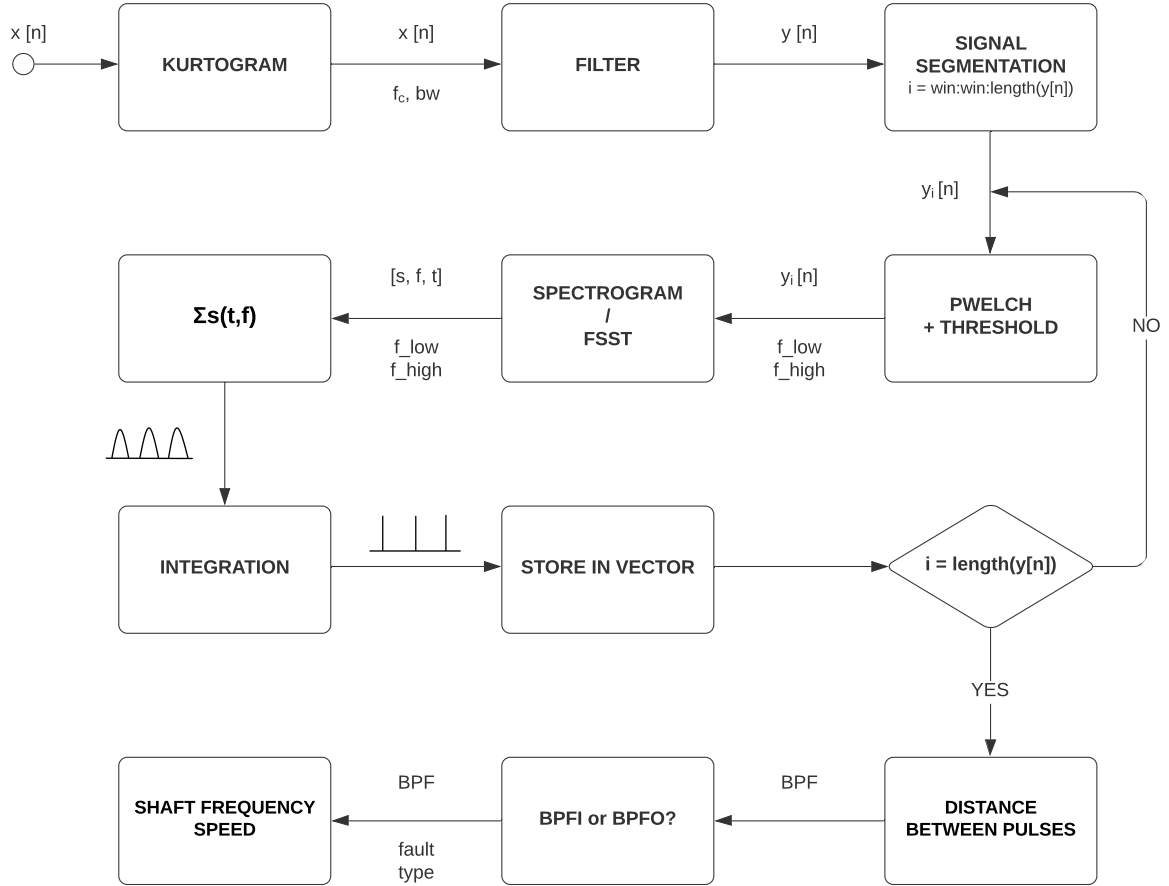 x [n]
KURTOGRAM
x [n]
f_c, bw
FILTER
y [n]
SIGNAL
SEGMENTATION
i = win:win:length(y[n])
y_i [n]
NO
PWELCH
+ THRESHOLD
y_i [n]
f_low
f_high
SPECTROGRAM
/
FSST
[s, f, t]
f_low
f_high
Σs(t,f)
INTEGRATION
STORE IN VECTOR
i = length(y[n])
YES
DISTANCE
BETWEEN PULSES
BPF
BPFI or BPFO?
BPF
fault
type
SHAFT FREQUENCY
SPEED